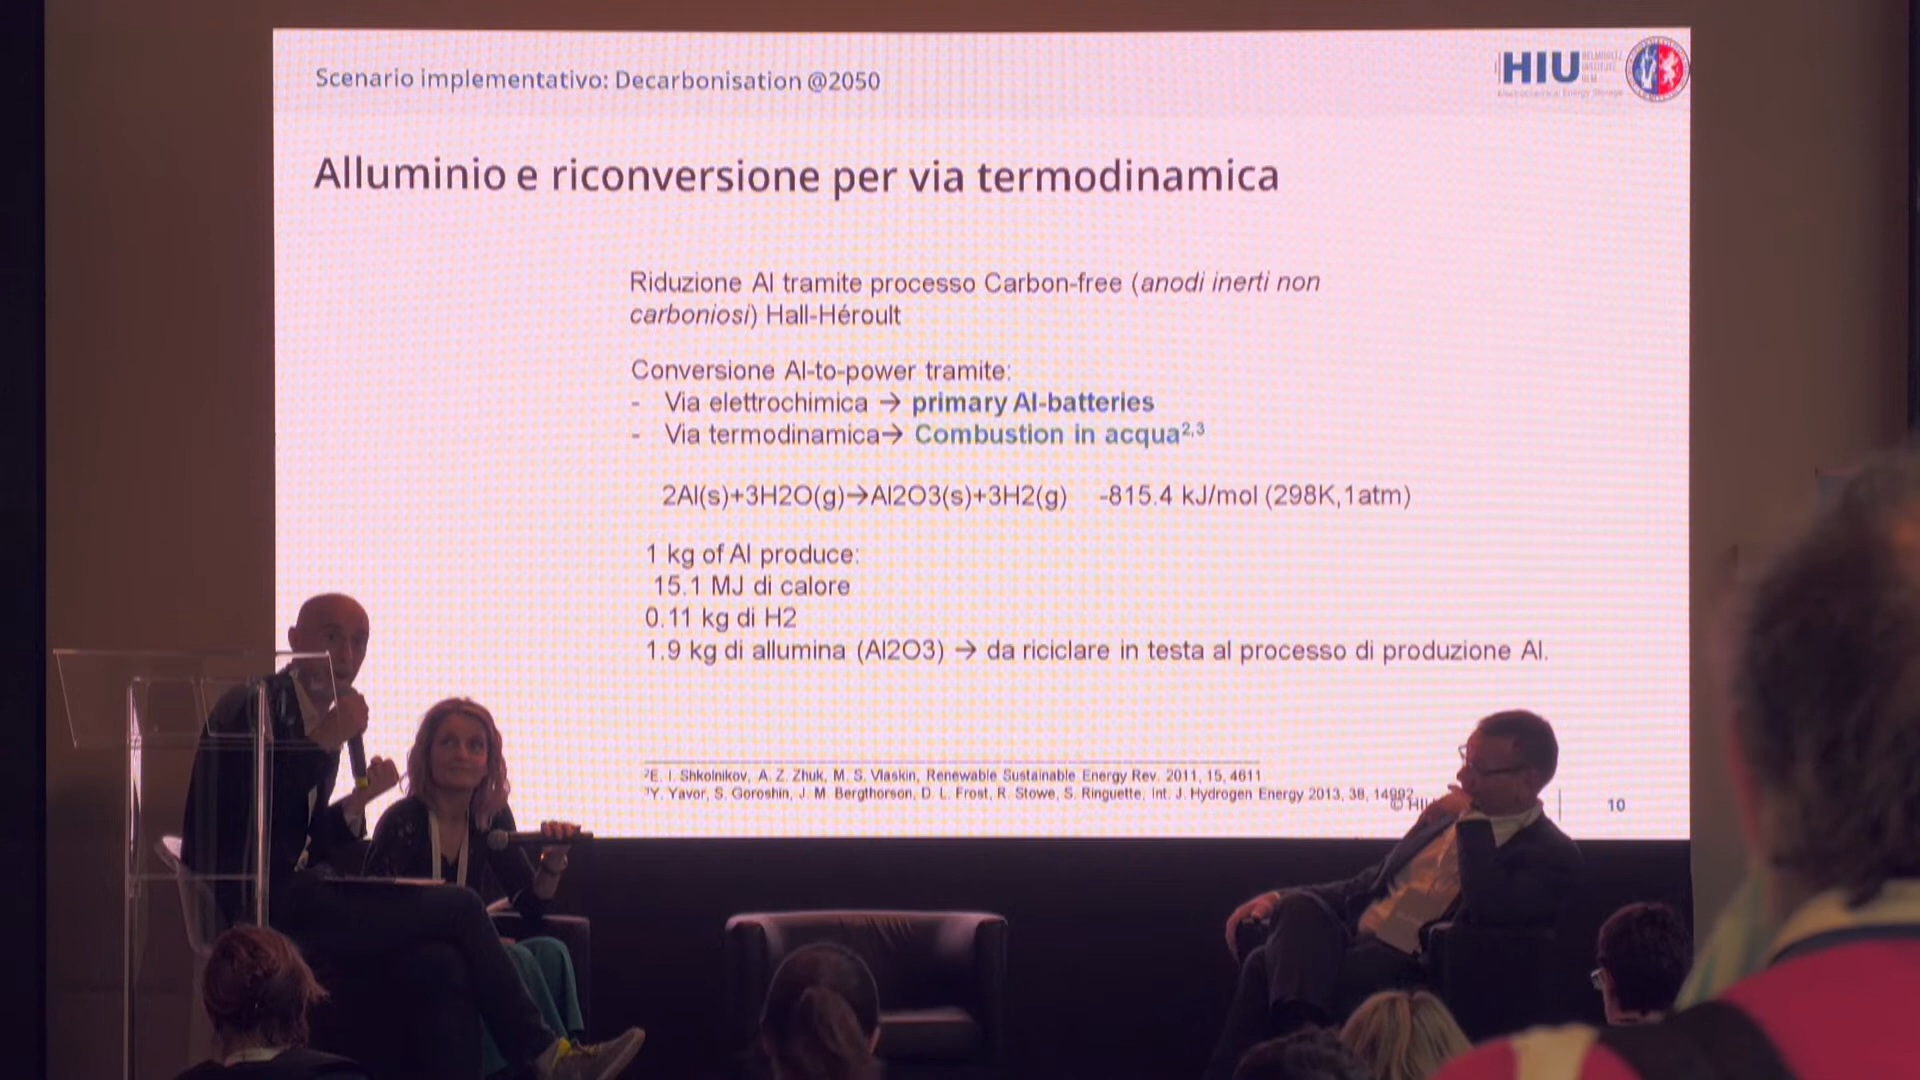 Scenario implementativo: Decarbonisation @2050
HIU
Alluminio e riconversione per via termodinamica
Riduzione Al tramite processo Carbon-free (anodi inerti non
carboniosi) Hall-Héroult
Conversione Al-to-power tramite:
- Via elettrochimica → primary Al-batteries
- Via termodinamica→ Combustion in acqua2,3
2Al(s)+3H2O(g)→Al2O3(s)+3H2(g) -815.4 kJ/mol (298K,1atm)
1 kg of Al produce:
15.1 MJ di calore
0.11 kg di H2
1.9 kg di allumina (Al2O3) → da riciclare in testa al processo di produzione Al.
2E. I. Shkolnikov, A. Z. Zhuk, M. S. Vlaskin, Renewable Sustainable Energy Rev. 2011, 15, 4611
3Y. Yavor, S. Goroshin, J. M. Bergthorson, D. L. Frost, R. Stowe, S. Ringuette, Int. J. Hydrogen Energy 2013, 38,
© HIU
10